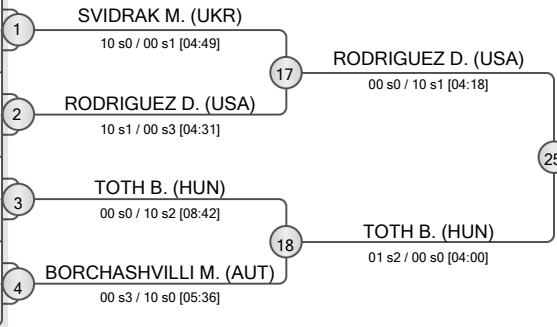 SVIDRAK M. (UKR)
1
10 s0 / 00 s1 [04:49]
RODRIGUEZ D. (USA)
17
00 s0 / 10 s1 [04:18]
RODRIGUEZ D. (USA)
2
10 s1 / 00 s3 [04:31]
25
TOTH B. (HUN)
3
00 s0 / 10 s2 [08:42]
TOTH B. (HUN)
18
01 s2 / 00 s0 [04:00]
BORCHASHVILLI M. (AUT)
4
00 s3 / 10 s0 [05:36]